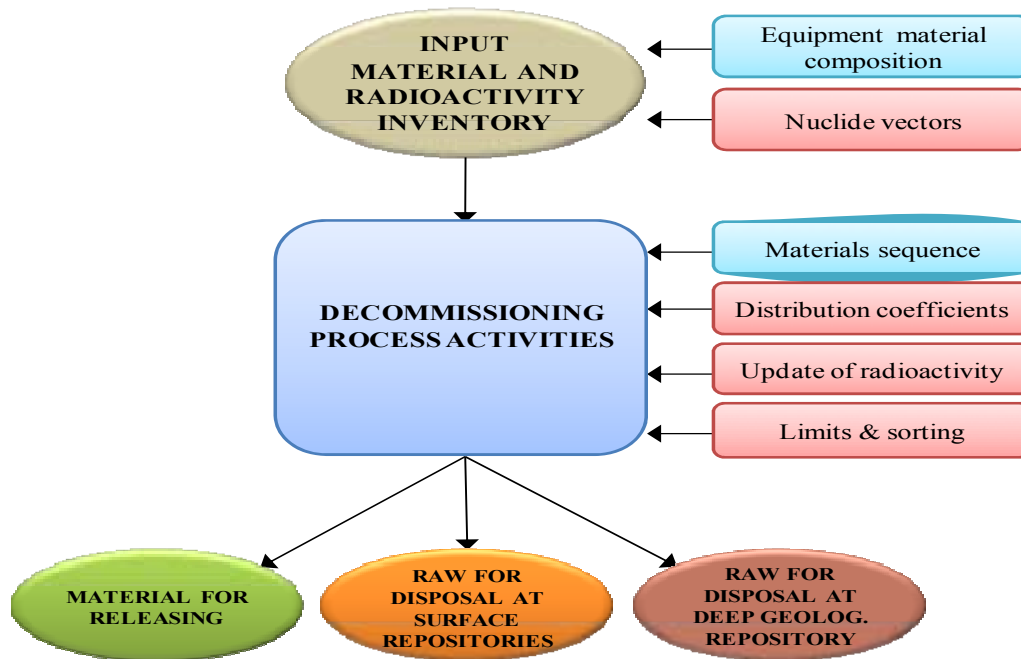 INPUT
MATERIAL AND
RADIOACTIVITY
INVENTORY
Equipment material
composition
Nuclide vectors
DECOMMISSIONING
PROCESS ACTIVITIES
Materials sequence
Distribution coefficients
Update of radioactivity
Limits & sorting
MATERIAL FOR
RELEASING
RAW FOR
DISPOSAL AT
SURFACE
REPOSITORIES
RAW FOR
DISPOSAL AT
DEEP GEOLOG.
REPOSITORY